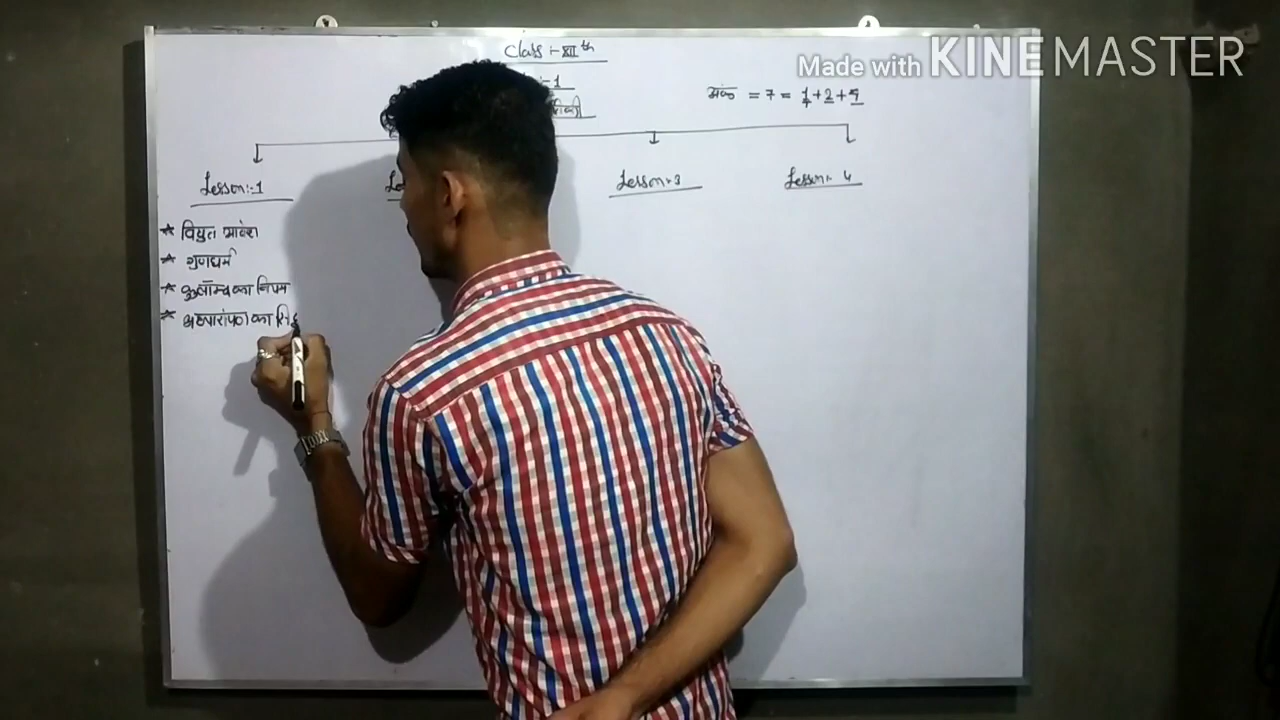 Made with KINEMASTER
Class :- XII th
:- 1
अंक = 7 = 1+2+4
Lesson:-1
Lesson:-3
Lesson:- 4
* विद्युत आवेश
* गुणधर्म
* कूलॉम्ब का नियम
* अध्यारोपण का सि